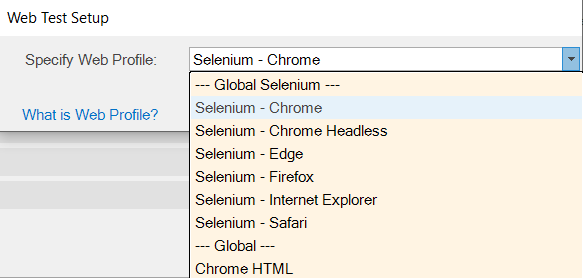 Web Test Setup
Specify Web Profile: Selenium - Chrome
--- Global Selenium ---
Selenium - Chrome
What is Web Profile?
Selenium - Chrome Headless
Selenium - Edge
Selenium - Firefox
Selenium - Internet Explorer
Selenium - Safari
--- Global ---
Chrome HTML